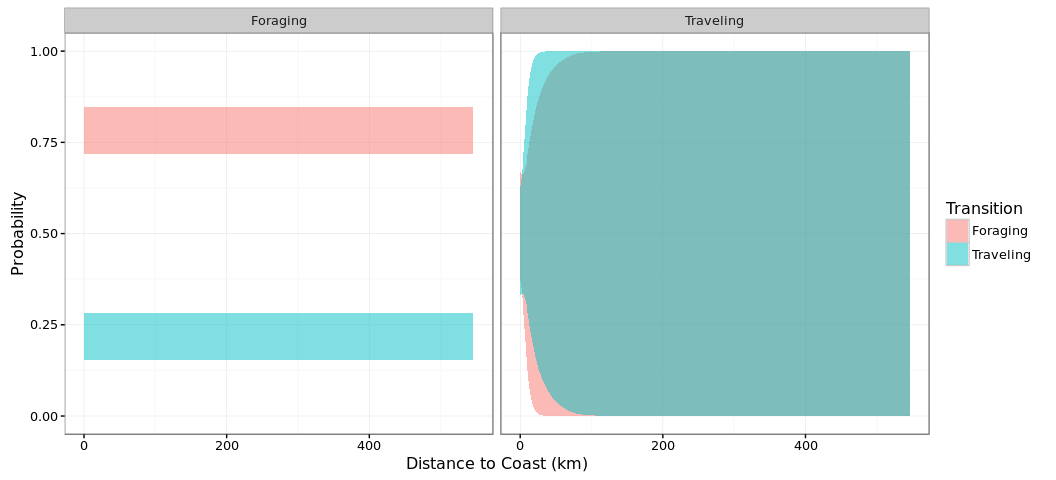 Foraging
Traveling
1.00
0.75
0.50
0.25
0.00
Probability
0
200
400
0
200
400
Distance to Coast (km)
Transition
Foraging
Traveling